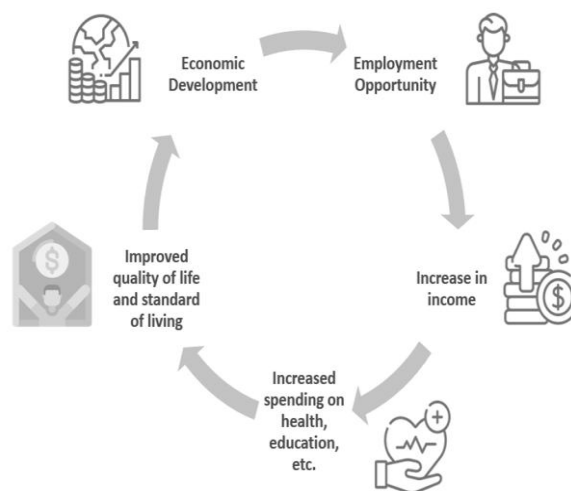 Economic
Development
Employment
Opportunity
Increase in
income
Increased
spending on
health,
education,
etc.
Improved
quality of life
and standard
of living
$
$